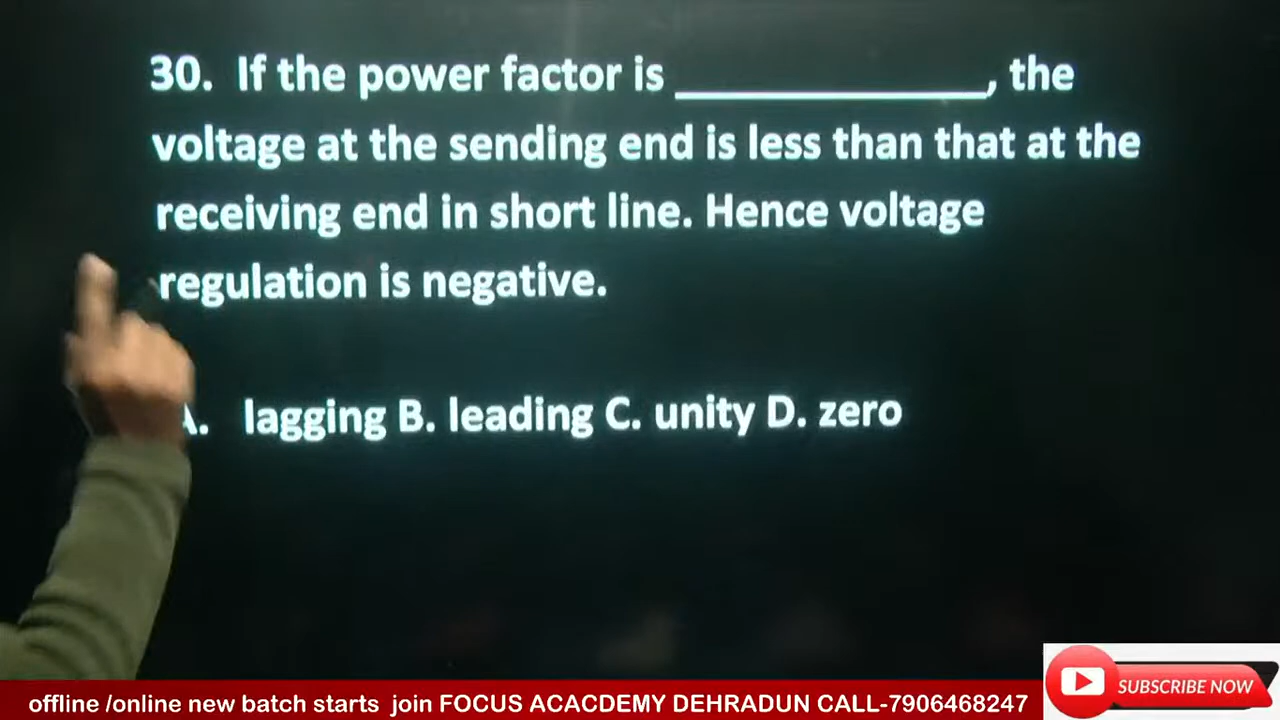 30. If the power factor is ______________, the
voltage at the sending end is less than that at the
receiving end in short line. Hence voltage
regulation is negative.
A. lagging B. leading C. unity D. zero
offline /online new batch starts join FOCUS ACACDEMY DEHRADUN CALL-7906468247
SUBSCRIBE NOW